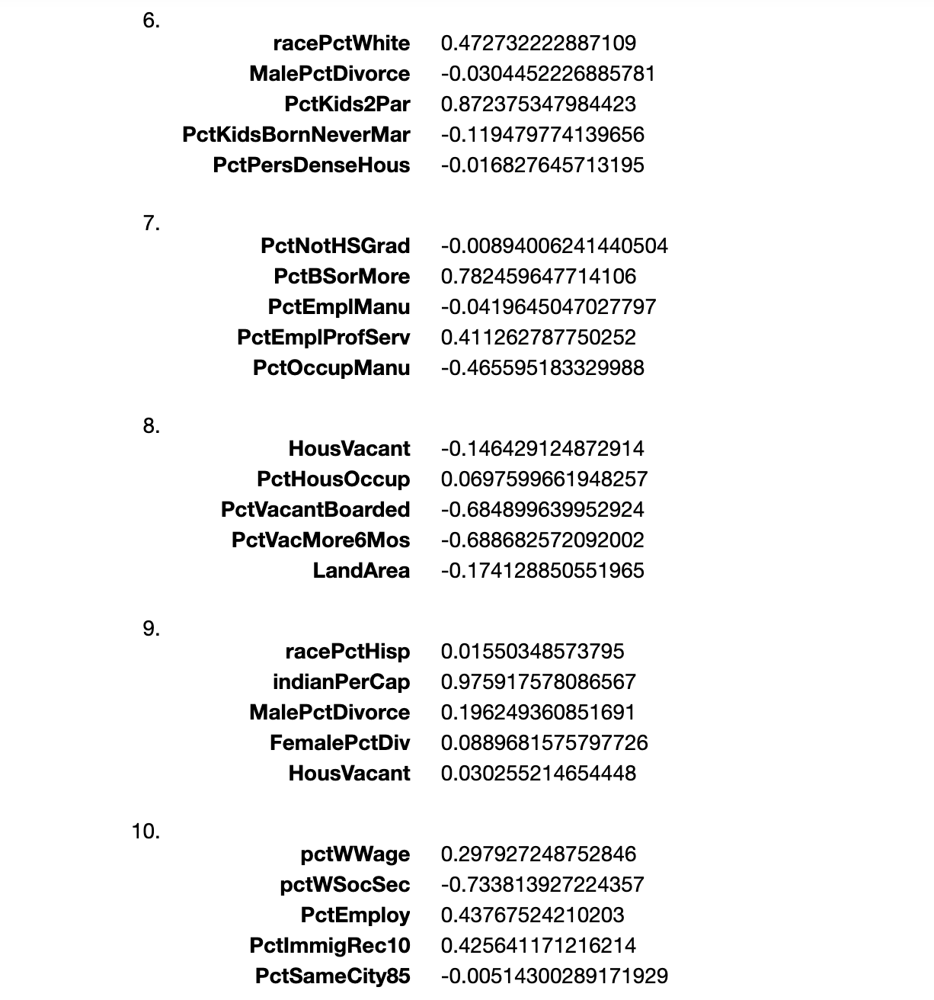 6.
racePctWhite 0.472732222887109
MalePctDivorce -0.0304452226885781
PctKids2Par 0.872375347984423
PctKidsBornNeverMar -0.119479774139656
PctPersDenseHous -0.016827645713195
7.
PctNotHSGrad -0.00894006241440504
PctBSorMore 0.782459647714106
PctEmplManu -0.0419645047027797
PctEmplProfServ 0.411262787750252
PctOccupManu -0.465595183329988
8.
HousVacant -0.146429124872914
PctHousOccup 0.0697599661948257
PctVacantBoarded -0.684899639952924
PctVacMore6Mos -0.688682572092002
LandArea -0.174128850551965
9.
racePctHisp 0.01550348573795
indianPerCap 0.975917578086567
MalePctDivorce 0.196249360851691
FemalePctDiv 0.0889681575797726
HousVacant 0.030255214654448
10.
pctWWage 0.297927248752846
pctWSocSec -0.733813927224357
PctEmploy 0.43767524210203
PctImmigRec10 0.425641171216214
PctSameCity85 -0.00514300289171929